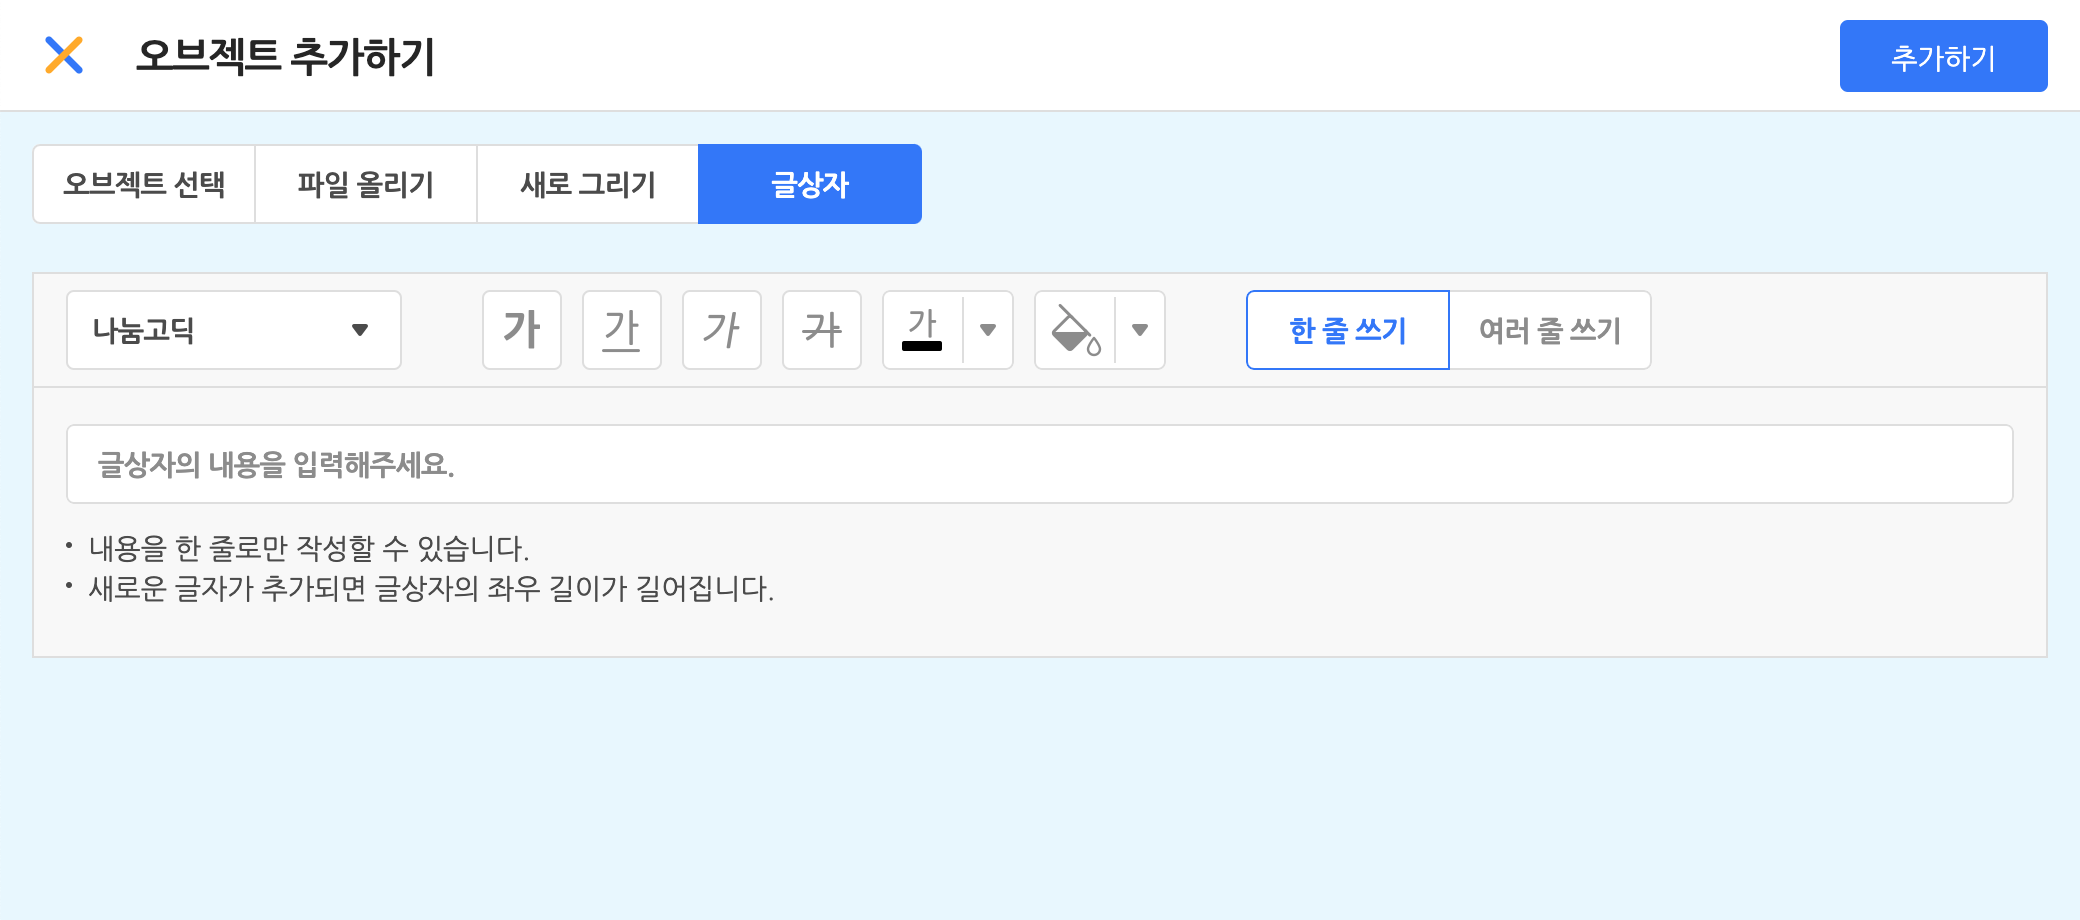 오브젝트 추가하기
추가하기
오브젝트 선택
파일 올리기
새로 그리기
글상자
나눔고딕
가
가
가
가
가
한 줄 쓰기
여러 줄 쓰기
글상자의 내용을 입력해주세요.
• 내용을 한 줄로만 작성할 수 있습니다.
• 새로운 글자가 추가되면 글상자의 좌우 길이가 길어집니다.